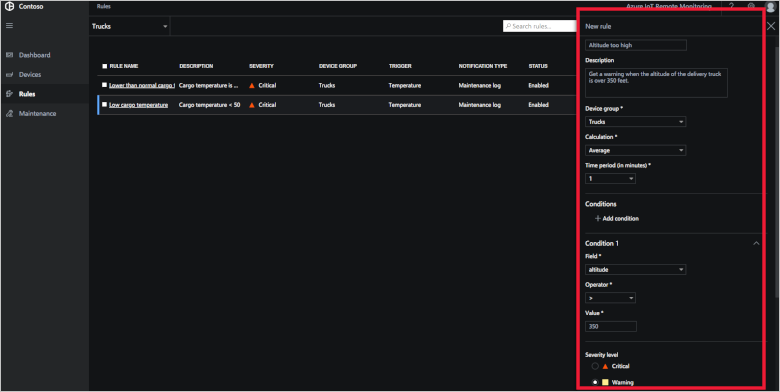 Contoso
Rules
Azure IoT Remote Monitoring
?
Dashboard
Devices
Rules
Maintenance
Trucks
Search rules...
RULE NAME DESCRIPTION SEVERITY DEVICE GROUP TRIGGER NOTIFICATION TYPE STATUS
Lower than normal cargo Cargo temperature is ... Critical Trucks Temperature Maintenance log Enabled
Low cargo temperature Cargo temperature < 50 Critical Trucks Temperature Maintenance log Enabled
New rule
Altitude too high
Description
Get a warning when the altitude of the delivery truck
is over 350 feet.
Device group *
Trucks
Calculation *
Average
Time period (in minutes) *
1
Conditions
+ Add condition
Condition 1
Field *
altitude
Operator *
>
Value *
350
Severity level
Critical
Warning